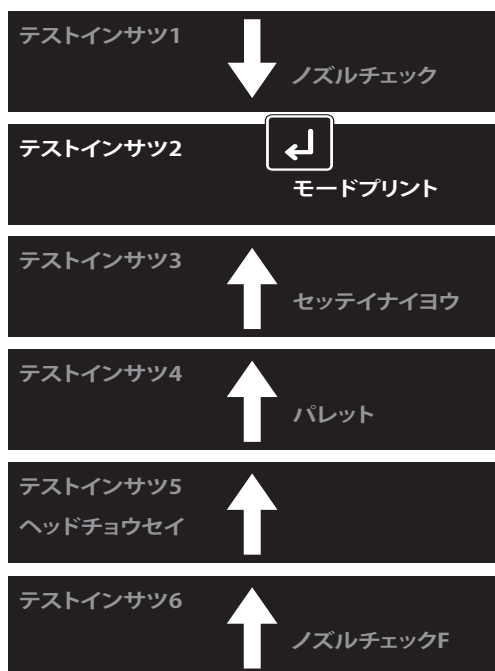 テストインサツ1
ノズルチェック
テストインサツ2
モードプリント
テストインサツ3
セッテイナイヨウ
テストインサツ4
パレット
テストインサツ5
ヘッドチョウセイ
テストインサツ6
ノズルチェックF